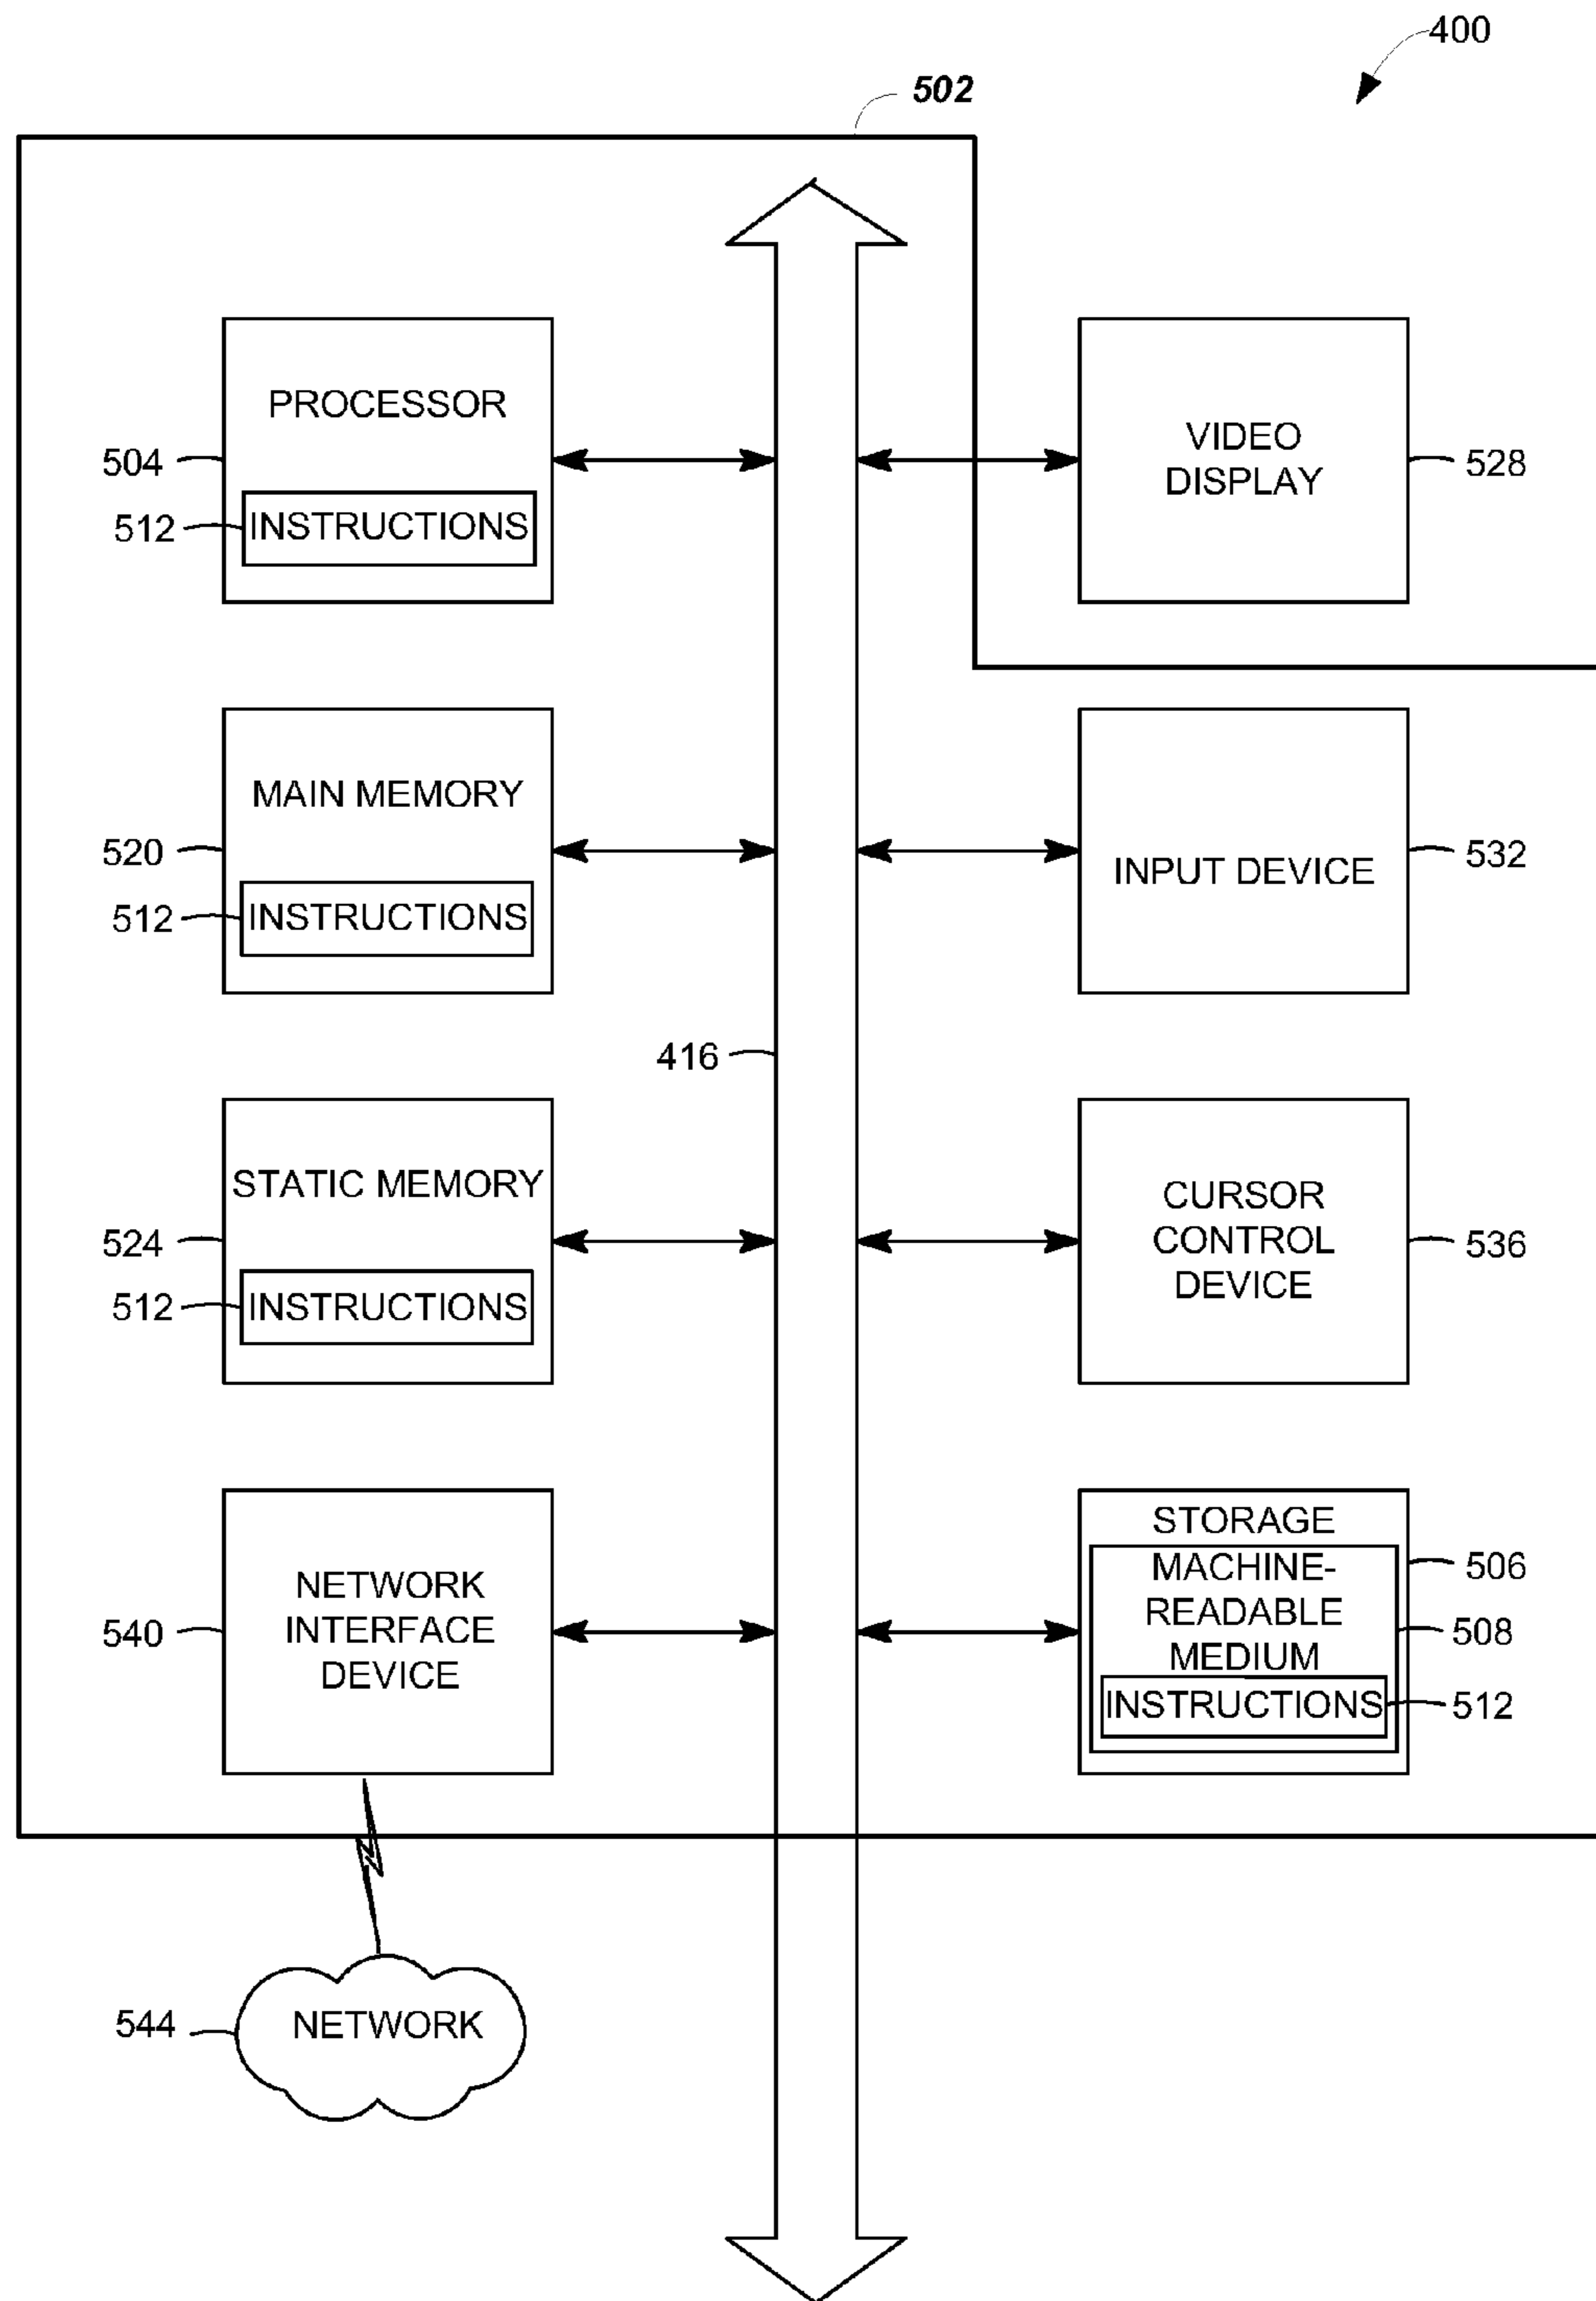 400
502
PROCESSOR
504
512
INSTRUCTIONS
VIDEO
DISPLAY
528
MAIN MEMORY
520
512
INSTRUCTIONS
INPUT DEVICE
532
416
STATIC MEMORY
524
512
INSTRUCTIONS
CURSOR
CONTROL
DEVICE
536
NETWORK
INTERFACE
DEVICE
540
STORAGE
506
MACHINE-
READABLE
MEDIUM
508
INSTRUCTIONS
512
544
NETWORK